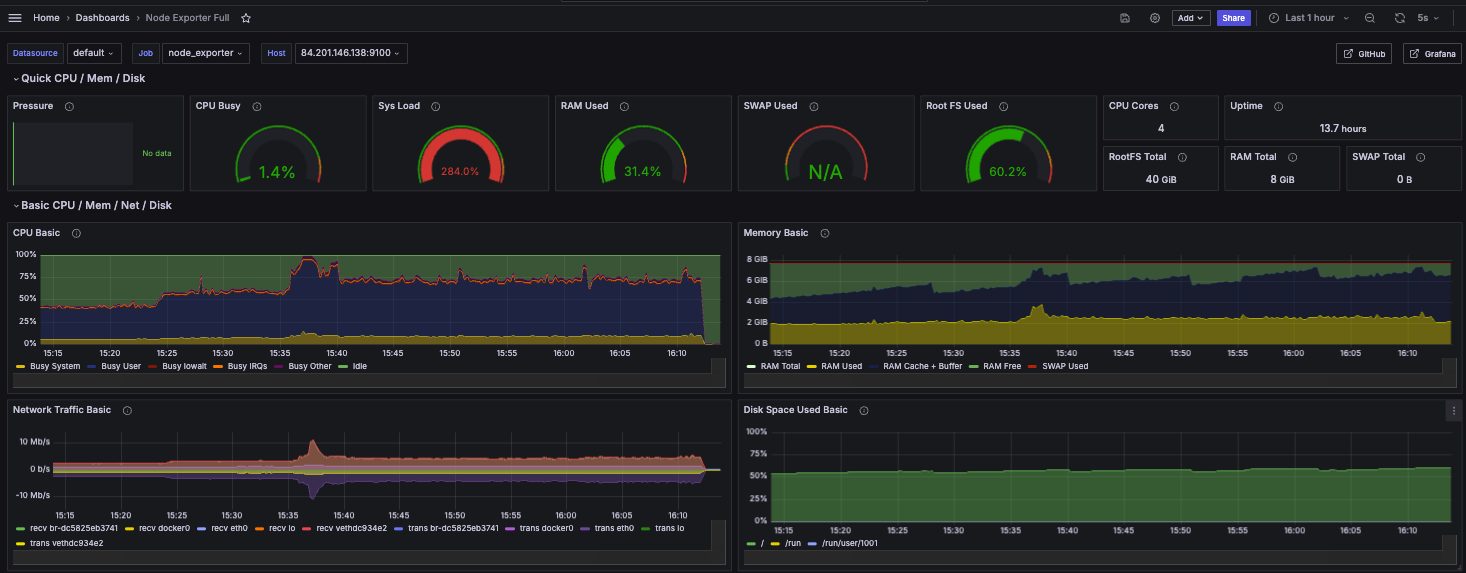 Home › Dashboards › Node Exporter Full
Add
Share
Last 1 hour
5s
Datasource
default
Job
node_exporter
Host
84.201.146.138:9100
GitHub
Grafana
Quick CPU / Mem / Disk
Pressure
No data
CPU Busy
1.4%
Sys Load
284.0%
RAM Used
31.4%
SWAP Used
N/A
Root FS Used
60.2%
CPU Cores
4
Uptime
13.7 hours
RootFS Total
40 GiB
RAM Total
8 GiB
SWAP Total
0 B
Basic CPU / Mem / Net / Disk
CPU Basic
100%
75%
50%
25%
0%
15:15 15:20 15:25 15:30 15:35 15:40 15:45 15:50 15:55 16:00 16:05 16:10
Busy System Busy User Busy Iowait Busy IRQs Busy Other Idle
Memory Basic
8 GiB
6 GiB
4 GiB
2 GiB
0 B
15:15 15:20 15:25 15:30 15:35 15:40 15:45 15:50 15:55 16:00 16:05 16:10
RAM Total RAM Used RAM Cache + Buffer RAM Free SWAP Used
Network Traffic Basic
10 Mb/s
0 b/s
-10 Mb/s
15:15 15:20 15:25 15:30 15:35 15:40 15:45 15:50 15:55 16:00 16:05 16:10
recv br-dc5825eb3741 recv docker0 recv eth0 recv lo recv vethdc934e2 trans br-dc5825eb3741 trans docker0 trans eth0 trans lo
trans vethdc934e2
Disk Space Used Basic
100%
75%
50%
25%
0%
15:15 15:20 15:25 15:30 15:35 15:40 15:45 15:50 15:55 16:00 16:05 16:10
/ /run /run/user/1001